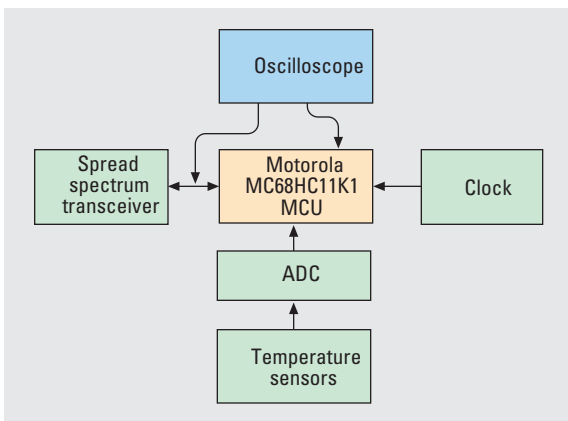 Oscilloscope
Spread
spectrum
transceiver
Motorola
MC68HC11K1
MCU
Clock
ADC
Temperature
sensors